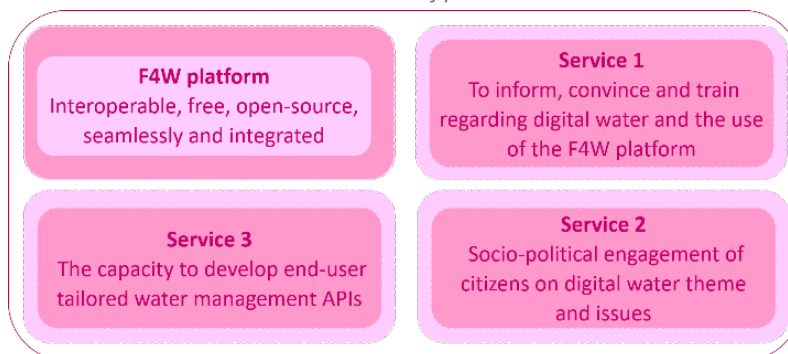 F4W platform
Interoperable, free, open-source,
seamlessly and integrated
Service 1
To inform, convince and train
regarding digital water and the use
of the F4W platform
Service 3
The capacity to develop end-user
tailored water management APIs
Service 2
Socio-political engagement of
citizens on digital water theme
and issues